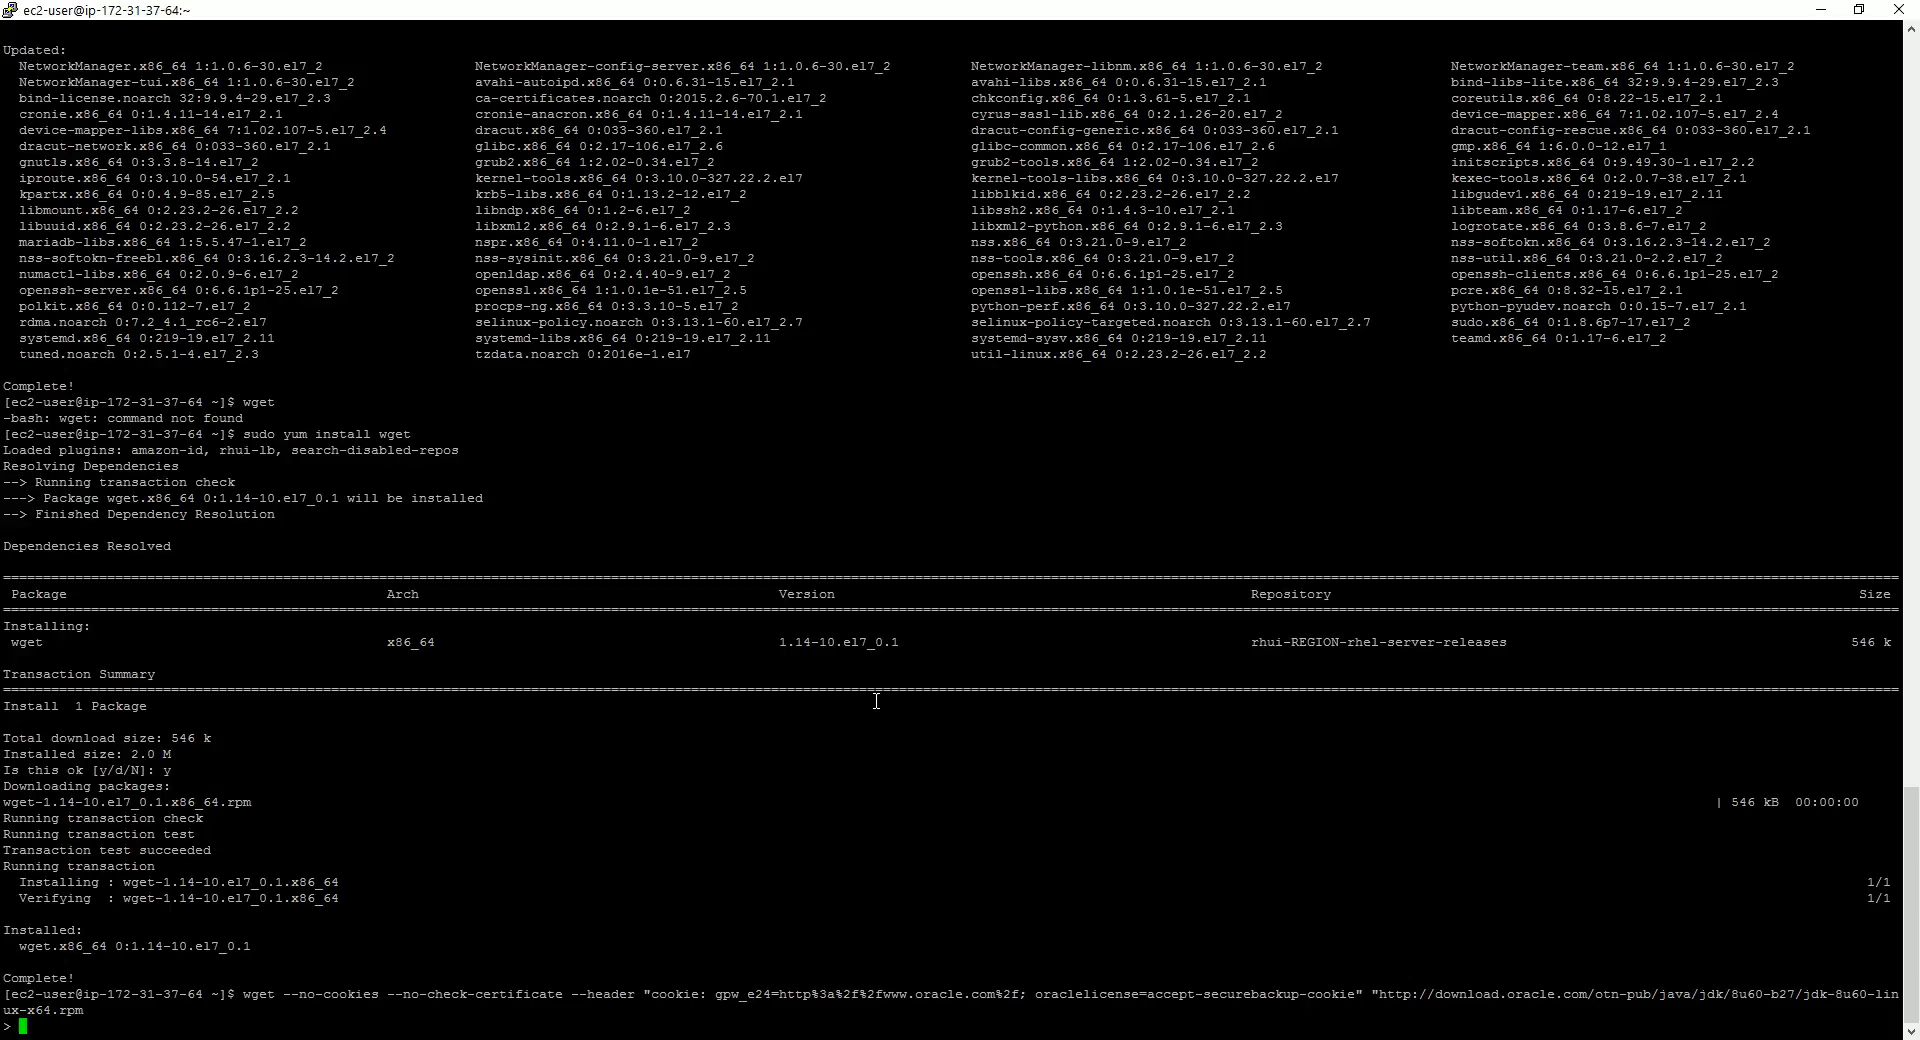 ec2-user@ip-172-31-37-64:~
Updated:
NetworkManager.x86_64 1:1.0.6-30.el7_2 NetworkManager-config-server.x86_64 1:1.0.6-30.el7_2 NetworkManager-libnm.x86_64 1:1.0.6-30.el7_2 NetworkManager-team.x86_64 1:1.0.6-30.el7_2
NetworkManager-tui.x86_64 1:1.0.6-30.el7_2 avahi-autoipd.x86_64 0:0.6.31-15.el7_2.1 avahi-libs.x86_64 0:0.6.31-15.el7_2.1 bind-libs-lite.x86_64 32:9.9.4-29.el7_2.3
bind-license.noarch 32:9.9.4-29.el7_2.3 ca-certificates.noarch 0:2015.2.6-70.1.el7_2 chkconfig.x86_64 0:1.3.61-5.el7_2.1 coreutils.x86_64 0:8.22-15.el7_2.1
cronie.x86_64 0:1.4.11-14.el7_2.1 cronie-anacron.x86_64 0:1.4.11-14.el7_2.1 cyrus-sasl-lib.x86_64 0:2.1.26-20.el7_2 device-mapper.x86_64 7:1.02.107-5.el7_2.4
device-mapper-libs.x86_64 7:1.02.107-5.el7_2.4 dracut.x86_64 0:033-360.el7_2.1 dracut-config-generic.x86_64 0:033-360.el7_2.1 dracut-config-rescue.x86_64 0:033-360.el7_2.1
dracut-network.x86_64 0:033-360.el7_2.1 glibc.x86_64 0:2.17-106.el7_2.6 glibc-common.x86_64 0:2.17-106.el7_2.6 gmp.x86_64 1:6.0.0-12.el7_1
gnutls.x86_64 0:3.3.8-14.el7_2 grub2.x86_64 1:2.02-0.34.el7_2 grub2-tools.x86_64 1:2.02-0.34.el7_2 initscripts.x86_64 0:9.49.30-1.el7_2.2
iproute.x86_64 0:3.10.0-54.el7_2.1 kernel-tools.x86_64 0:3.10.0-327.22.2.el7 kernel-tools-libs.x86_64 0:3.10.0-327.22.2.el7 kexec-tools.x86_64 0:2.0.7-38.el7_2.1
kpartx.x86_64 0:0.4.9-85.el7_2.5 krb5-libs.x86_64 0:1.13.2-12.el7_2 libblkid.x86_64 0:2.23.2-26.el7_2.2 libgudev1.x86_64 0:219-19.el7_2.11
libmount.x86_64 0:2.23.2-26.el7_2.2 libndp.x86_64 0:1.2-6.el7_2 libssh2.x86_64 0:1.4.3-10.el7_2.1 libteam.x86_64 0:1.17-6.el7_2
libuuid.x86_64 0:2.23.2-26.el7_2.2 libxml2.x86_64 0:2.9.1-6.el7_2.3 libxml2-python.x86_64 0:2.9.1-6.el7_2.3 logrotate.x86_64 0:3.8.6-7.el7_2
mariadb-libs.x86_64 1:5.5.47-1.el7_2 nspr.x86_64 0:4.11.0-1.el7_2 nss.x86_64 0:3.21.0-9.el7_2 nss-softokn.x86_64 0:3.16.2.3-14.2.el7_2
nss-softokn-freebl.x86_64 0:3.16.2.3-14.2.el7_2 nss-sysinit.x86_64 0:3.21.0-9.el7_2 nss-tools.x86_64 0:3.21.0-9.el7_2 nss-util.x86_64 0:3.21.0-2.2.el7_2
numactl-libs.x86_64 0:2.0.9-6.el7_2 openldap.x86_64 0:2.4.40-9.el7_2 openssh.x86_64 0:6.6.1p1-25.el7_2 openssh-clients.x86_64 0:6.6.1p1-25.el7_2
openssh-server.x86_64 0:6.6.1p1-25.el7_2 openssl.x86_64 1:1.0.1e-51.el7_2.5 openssl-libs.x86_64 1:1.0.1e-51.el7_2.5 pcre.x86_64 0:8.32-15.el7_2.1
polkit.x86_64 0:0.112-7.el7_2 procps-ng.x86_64 0:3.3.10-5.el7_2 python-perf.x86_64 0:3.10.0-327.22.2.el7 python-pyudev.noarch 0:0.15-7.el7_2.1
rdma.noarch 0:7.2_4.1_rc6-2.el7 selinux-policy.noarch 0:3.13.1-60.el7_2.7 selinux-policy-targeted.noarch 0:3.13.1-60.el7_2.7 sudo.x86_64 0:1.8.6p7-17.el7_2
systemd.x86_64 0:219-19.el7_2.11 systemd-libs.x86_64 0:219-19.el7_2.11 systemd-sysv.x86_64 0:219-19.el7_2.11 teamd.x86_64 0:1.17-6.el7_2
tuned.noarch 0:2.5.1-4.el7_2.3 tzdata.noarch 0:2016e-1.el7 util-linux.x86_64 0:2.23.2-26.el7_2.2
Complete!
[ec2-user@ip-172-31-37-64 ~]$ wget
-bash: wget: command not found
[ec2-user@ip-172-31-37-64 ~]$ sudo yum install wget
Loaded plugins: amazon-id, rhui-lb, search-disabled-repos
Resolving Dependencies
--> Running transaction check
---> Package wget.x86_64 0:1.14-10.el7_0.1 will be installed
--> Finished Dependency Resolution
Dependencies Resolved
Package Arch Version Repository Size
Installing:
wget x86_64 1.14-10.el7_0.1 rhui-REGION-rhel-server-releases 546 k
Transaction Summary
Install 1 Package
Total download size: 546 k
Installed size: 2.0 M
Is this ok [y/d/N]: y
Downloading packages:
wget-1.14-10.el7_0.1.x86_64.rpm | 546 kB 00:00:00
Running transaction check
Running transaction test
Transaction test succeeded
Running transaction
Installing : wget-1.14-10.el7_0.1.x86_64 1/1
Verifying : wget-1.14-10.el7_0.1.x86_64 1/1
Installed:
wget.x86_64 0:1.14-10.el7_0.1
Complete!
[ec2-user@ip-172-31-37-64 ~]$ wget --no-cookies --no-check-certificate --header "cookie: gpw_e24=http%3a%2f%2fwww.oracle.com%2f; oraclelicense=accept-securebackup-cookie" "http://download.oracle.com/otn-pub/java/jdk/8u60-b27/jdk-8u60-lin
ux-x64.rpm
>